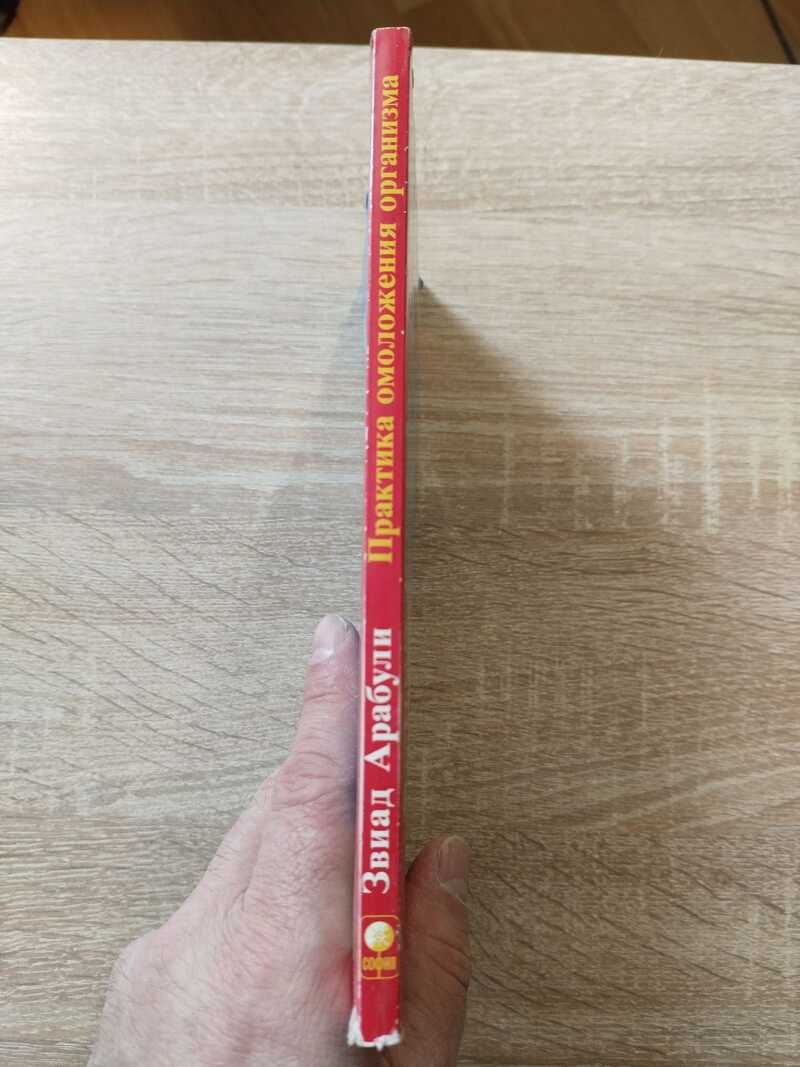 Звиад Арабули
Практика омоложения организма
СОФИЯ